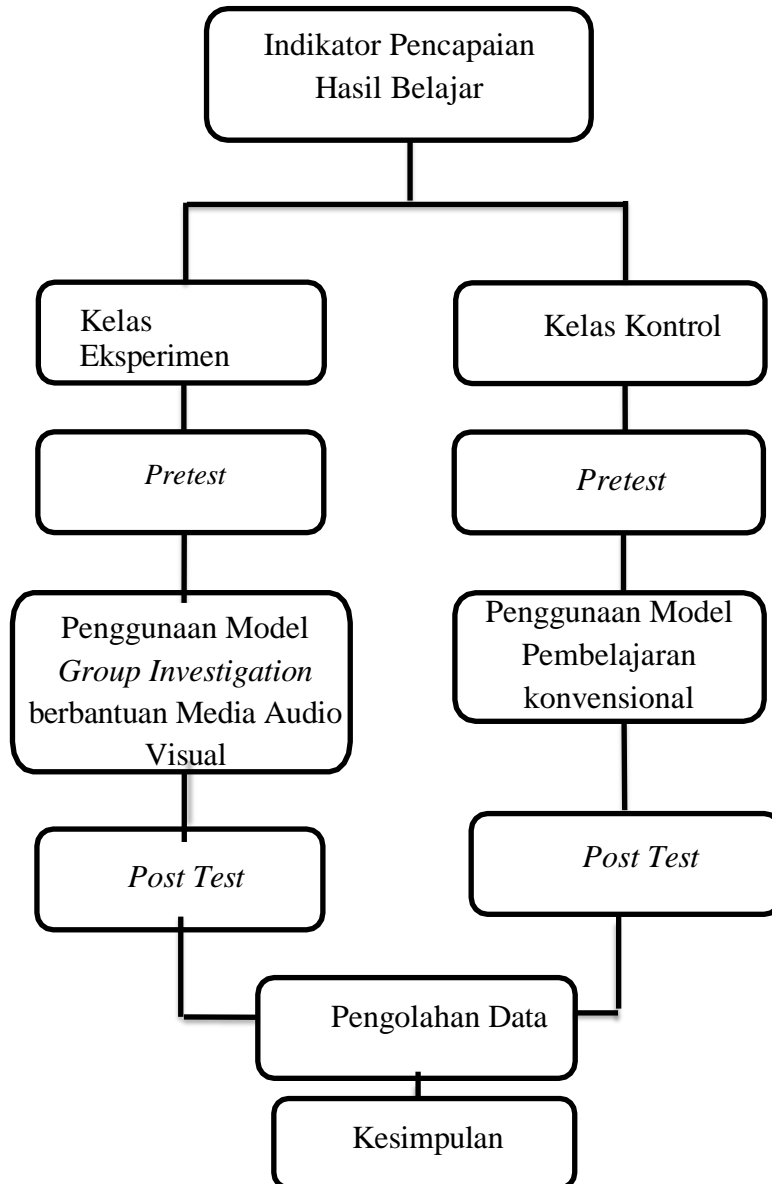 Indikator Pencapaian
Hasil Belajar
Kelas
Eksperimen
Kelas Kontrol
Pretest
Pretest
Penggunaan Model
Group Investigation
berbantuan Media Audio
Visual
Penggunaan Model
Pembelajaran
konvensional
Post Test
Post Test
Pengolahan Data
Kesimpulan